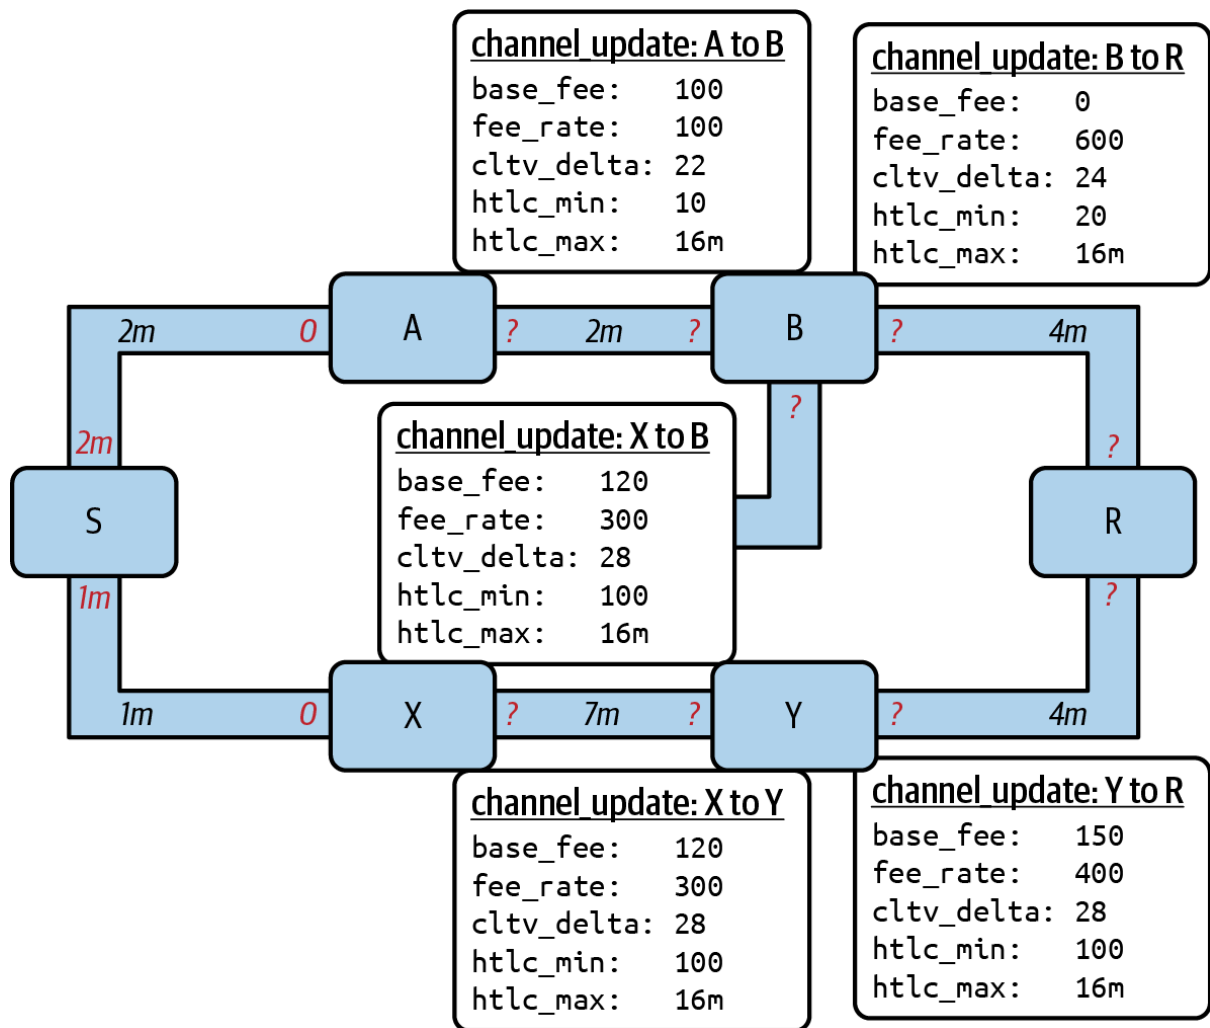 channel_update: A to B
base_fee: 100
fee_rate: 100
cltv_delta: 22
htlc_min: 10
htlc_max: 16m
channel_update: B to R
base_fee: 0
fee_rate: 600
cltv_delta: 24
htlc_min: 20
htlc_max: 16m
2m 0 A ? 2m ? B ? 4m
?
2m
?
S
R
1m
?
channel_update: X to B
base_fee: 120
fee_rate: 300
cltv_delta: 28
htlc_min: 100
htlc_max: 16m
1m 0 X ? 7m ? Y ? 4m
channel_update: X to Y
base_fee: 120
fee_rate: 300
cltv_delta: 28
htlc_min: 100
htlc_max: 16m
channel_update: Y to R
base_fee: 150
fee_rate: 400
cltv_delta: 28
htlc_min: 100
htlc_max: 16m